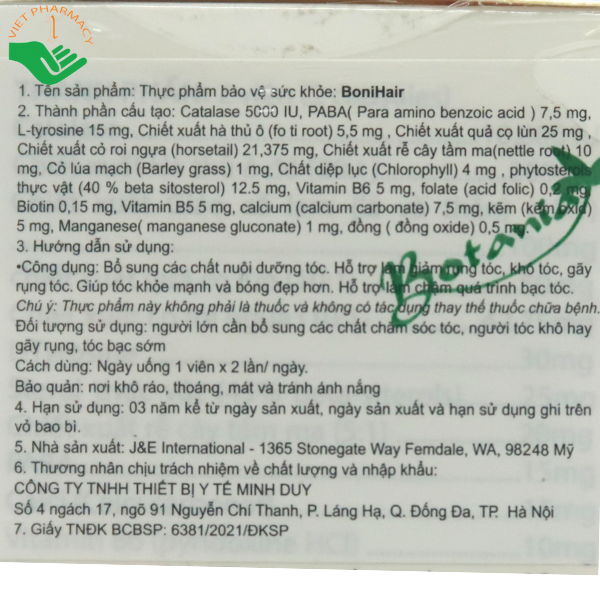 VIET PHARMACY
1. Tên sản phẩm: Thực phẩm bảo vệ sức khỏe: BoniHair
2. Thành phần cấu tạo: Catalase 5000 IU, PABA( Para amino benzoic acid ) 7,5 mg,
L-tyrosine 15 mg, Chiết xuất hà thủ ô (fo ti root) 5,5 mg , Chiết xuất quả cọ lùn 25 mg ,
Chiết xuất cỏ roi ngựa (horsetail) 21,375 mg, Chiết xuất rễ cây tầm ma(nettle root) 10
mg, Cỏ lúa mạch (Barley grass) 1 mg, Chất diệp lục (Chlorophyll) 4 mg , phytosterols
thực vật (40 % beta sitosterol) 12.5 mg, Vitamin B6 5 mg, folate (acid folic) 0,2 mg
Biotin 0,15 mg, Vitamin B5 5 mg, calcium (calcium carbonate) 7,5 mg, kẽm (kẽm oxid)
5 mg, Manganese( manganese gluconate) 1 mg, đồng ( đồng oxide) 0,5 mg.
3. Hướng dẫn sử dụng:
•Công dụng: Bổ sung các chất nuôi dưỡng tóc. Hỗ trợ làm giảm rụng tóc, khô tóc, gãy
rụng tóc. Giúp tóc khỏe mạnh và bóng đẹp hơn. Hỗ trợ làm chậm quá trình bạc tóc.
Chú ý: Thực phẩm này không phải là thuốc và không có tác dụng thay thế thuốc chữa bệnh.
Đối tượng sử dụng: người lớn cần bổ sung các chất chăm sóc tóc, người tóc khô hay
gãy rụng, tóc bạc sớm
Cách dùng: Ngày uống 1 viên x 2 lần/ ngày.
Bảo quản: nơi khô ráo, thoáng, mát và tránh ánh nắng
4. Hạn sử dụng: 03 năm kể từ ngày sản xuất, ngày sản xuất và hạn sử dụng ghi trên
vỏ bao bì.
5. Nhà sản xuất: J&E International - 1365 Stonegate Way Femdale, WA, 98248 Mỹ
6. Thương nhân chịu trách nhiệm về chất lượng và nhập khẩu:
CÔNG TY TNHH THIẾT BỊ Y TẾ MINH DUY
Số 4 ngách 17, ngõ 91 Nguyễn Chí Thanh, P. Láng Hạ, Q. Đống Đa, TP. Hà Nội
7. Giấy TNĐK BCBSP: 6381/2021/ĐKSP
Botania
30mg
25mg
15mg
10mg